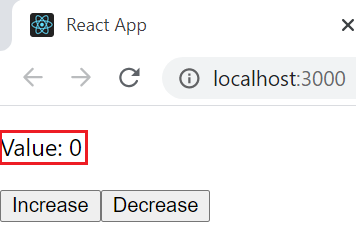 React App
localhost:3000
Value: 0
Increase Decrease